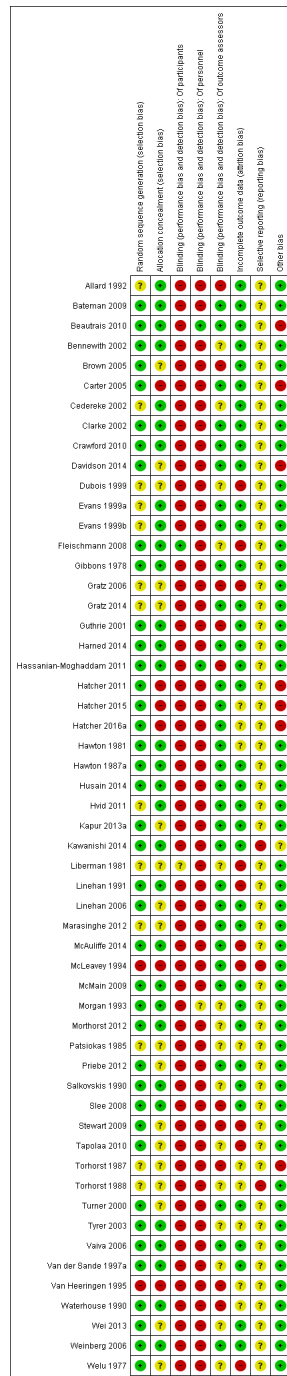 Random sequence generation (selection bias)
Allocation concealment (selection bias)
Blinding (performance bias and detection bias): Of participants
Blinding (performance bias and detection bias): Of personnel
Blinding (performance bias and detection bias): Of outcome assessors
Incomplete outcome data (attrition bias)
Selective reporting (reporting bias)
Other bias
Allard 1992 ? + - - - + ? +
Bateman 2009 + + - - + + ? +
Beautrais 2010 + + - + + + ? -
Bennewith 2002 + + - - ? + ? +
Brown 2005 + ? - - - + ? +
Carter 2005 + - - - + + ? -
Cedereke 2002 ? + - - ? + ? +
Clarke 2002 + + - - + + ? +
Crawford 2010 + + - - + + ? +
Davidson 2014 + ? - - + + ? -
Dubois 1999 ? ? - - ? - ? +
Evans 1999a ? + - - + + ? +
Evans 1999b ? + - - + + ? +
Fleischmann 2008 + + + - ? - ? +
Gibbons 1978 + + - - + + ? +
Gratz 2006 ? ? - - - - ? +
Gratz 2014 ? ? - - + + ? +
Guthrie 2001 + + - - - + ? +
Harned 2014 + + - - + + ? +
Hassanian-Moghaddam 2011 + + - + - + ? +
Hatcher 2011 + - - - + + ? -
Hatcher 2015 + - - - + ? ? -
Hatcher 2016a + - - - + ? ? -
Hawton 1981 + + - - + ? ? +
Hawton 1987a + + - - + + ? +
Husain 2014 + + - - + + ? +
Hvid 2011 ? + - - + + ? +
Kapur 2013a + ? - - + + ? +
Kawanishi 2014 + + - - + + - ?
Liberman 1981 ? ? ? - ? - ? +
Linehan 1991 + + - - + - ? +
Linehan 2006 + ? - - + + ? +
Marasinghe 2012 ? ? - - + + ? +
McAuliffe 2014 + + - - + - ? +
McLeavey 1994 - - - - + - - +
McMain 2009 + + - - + + ? +
Morgan 1993 + + - ? ? + ? +
Morthorst 2012 + + - - ? + ? +
Patsiokas 1985 ? ? - - ? ? ? +
Priebe 2012 + ? - - + + ? +
Salkovskis 1990 + + - - ? + ? +
Slee 2008 + + - - - + ? +
Stewart 2009 + ? - - - - ? +
Tapolaa 2010 + ? - - ? - ? +
Torhorst 1987 ? ? - - - ? ? -
Torhorst 1988 ? ? - - ? ? - +
Turner 2000 + ? - - + + ? +
Tyrer 2003 + + - - ? ? ? +
Vaiva 2006 + + - - + + ? +
Van der Sande 1997a + + - - ? + ? +
Van Heeringen 1995 - - - - - ? ? +
Waterhouse 1990 + + - - - ? ? +
Wei 2013 + ? - - ? + ? +
Weinberg 2006 + + - - + + ? +
Welu 1977 + ? - - ? - ? +